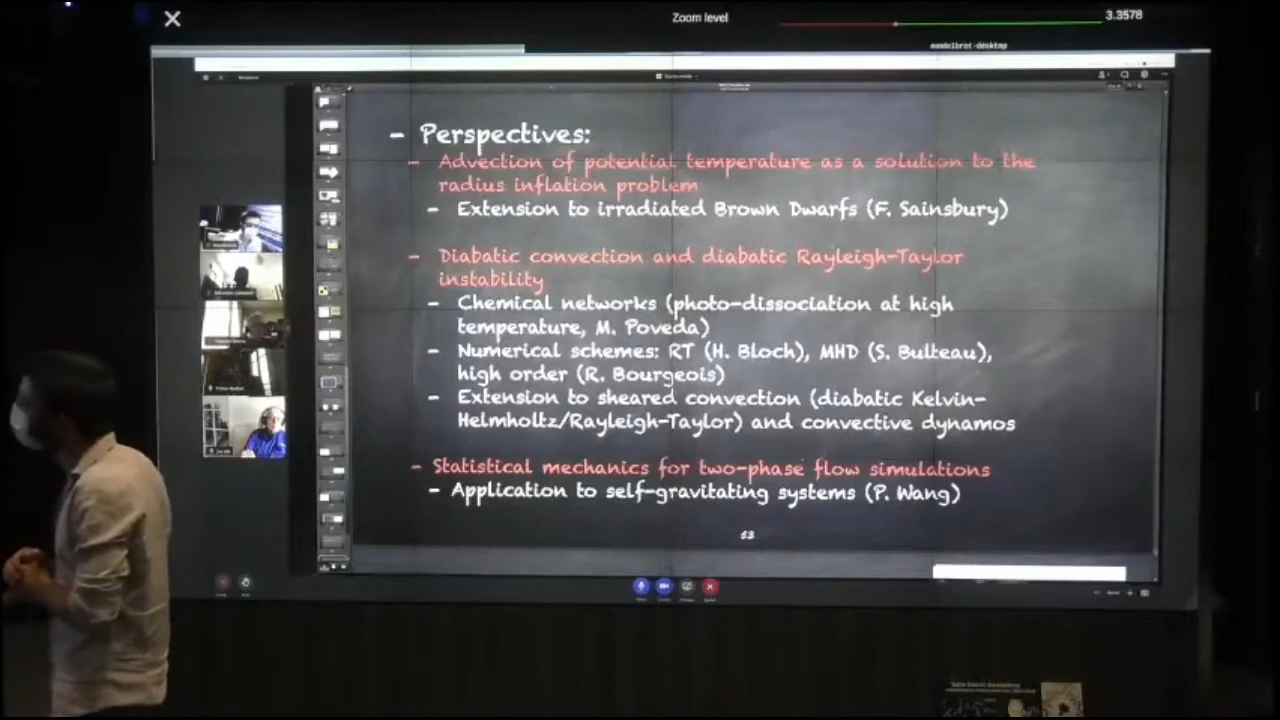 Zoom level
3.3578
mandelbrot-desktop
- Perspectives:
- Advection of potential temperature as a solution to the
radius inflation problem
- Extension to irradiated Brown Dwarfs (F. Sainsbury)
- Diabatic convection and diabatic Rayleigh-Taylor
instability
- Chemical networks (photo-dissociation at high
temperature, M. Poveda)
- Numerical schemes: RT (H. Bloch), MHD (S. Bulteau),
high order (R. Bourgeois)
- Extension to sheared convection (diabatic Kelvin-
Helmholtz/Rayleigh-Taylor) and convective dynamos
- Statistical mechanics for two-phase flow simulations
- Application to self-gravitating systems (P. Wang)
53